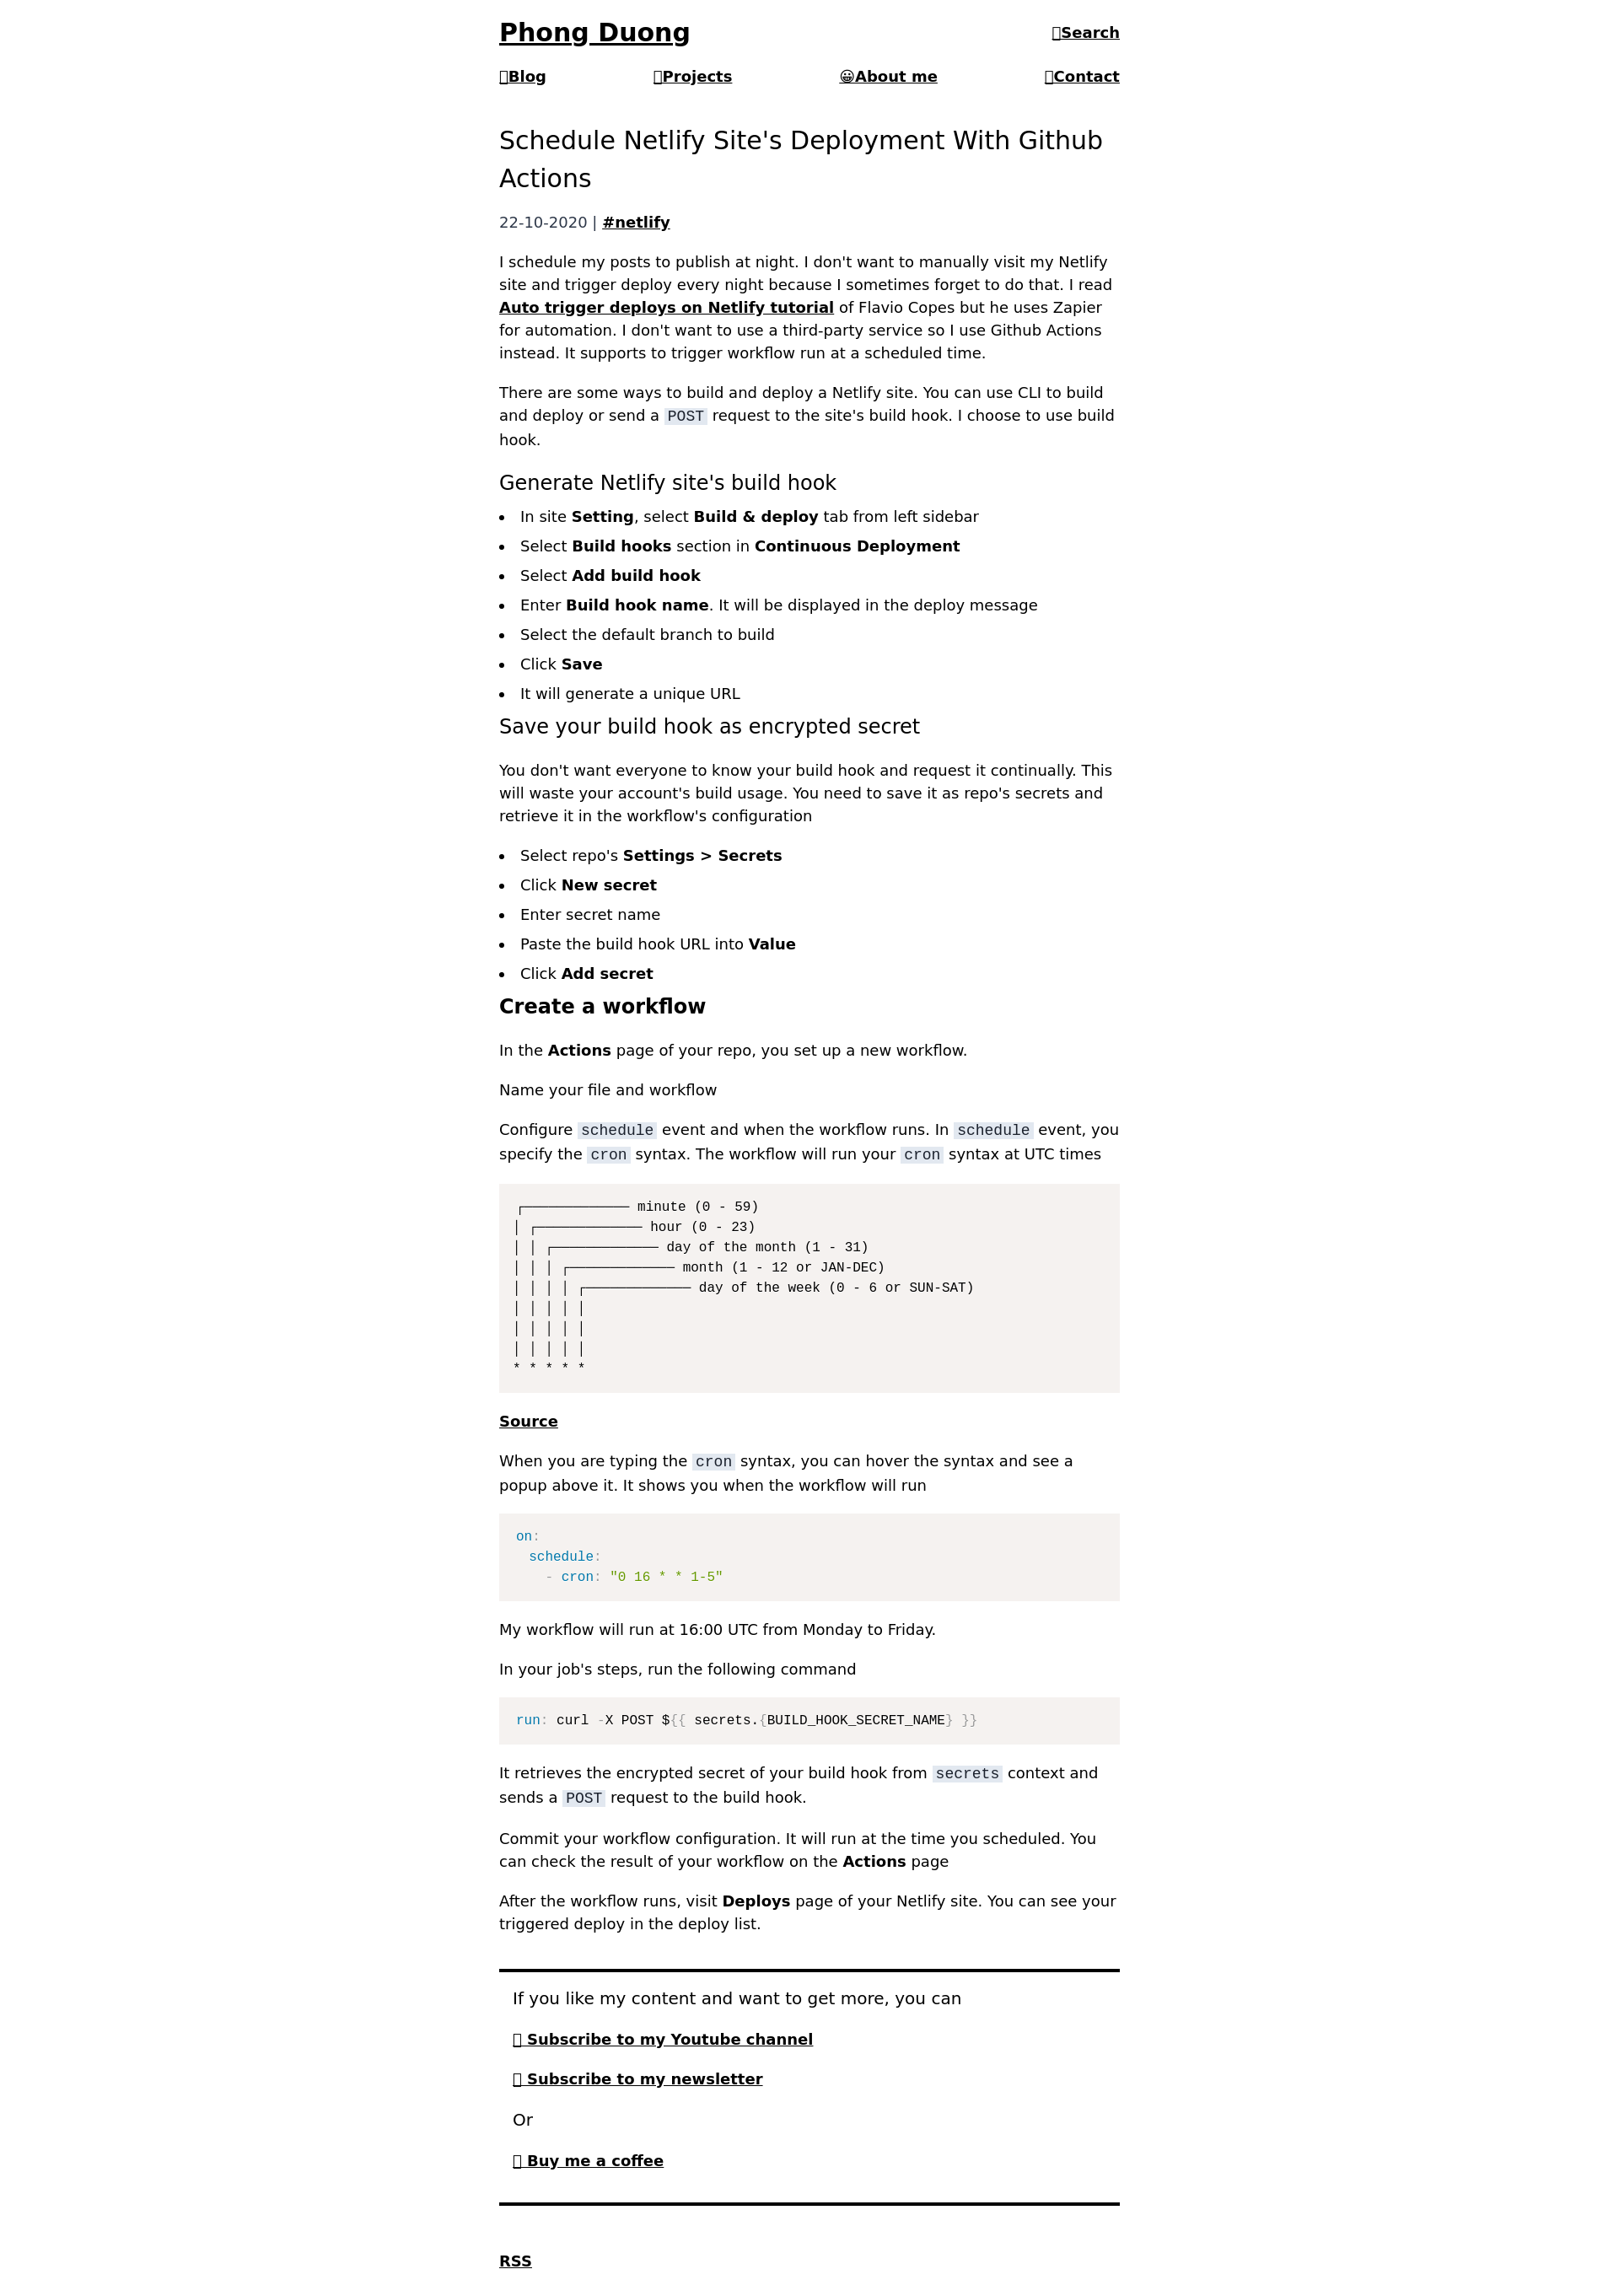 Phong Duong
Search
Blog
Projects
😀About me
Contact
Schedule Netlify Site's Deployment With Github
Actions
22-10-2020 | #netlify
I schedule my posts to publish at night. I don't want to manually visit my Netlify
site and trigger deploy every night because I sometimes forget to do that. I read
Auto trigger deploys on Netlify tutorial of Flavio Copes but he uses Zapier
for automation. I don't want to use a third-party service so I use Github Actions
instead. It supports to trigger workflow run at a scheduled time.
There are some ways to build and deploy a Netlify site. You can use CLI to build
and deploy or send a POST request to the site's build hook. I choose to use build
hook.
Generate Netlify site's build hook
• In site Setting, select Build & deploy tab from left sidebar
• Select Build hooks section in Continuous Deployment
• Select Add build hook
• Enter Build hook name. It will be displayed in the deploy message
• Select the default branch to build
• Click Save
• It will generate a unique URL
Save your build hook as encrypted secret
You don't want everyone to know your build hook and request it continually. This
will waste your account's build usage. You need to save it as repo's secrets and
retrieve it in the workflow's configuration
• Select repo's Settings > Secrets
• Click New secret
• Enter secret name
• Paste the build hook URL into Value
• Click Add secret
Create a workflow
In the Actions page of your repo, you set up a new workflow.
Name your file and workflow
Configure schedule event and when the workflow runs. In schedule event, you
specify the cron syntax. The workflow will run your cron syntax at UTC times
┌───────────── minute (0 - 59)
│ ┌───────────── hour (0 - 23)
│ │ ┌───────────── day of the month (1 - 31)
│ │ │ ┌───────────── month (1 - 12 or JAN-DEC)
│ │ │ │ ┌───────────── day of the week (0 - 6 or SUN-SAT)
│ │ │ │ │
│ │ │ │ │
│ │ │ │ │
* * * * *
Source
When you are typing the cron syntax, you can hover the syntax and see a
popup above it. It shows you when the workflow will run
on:
schedule:
- cron: "0 16 * * 1-5"
My workflow will run at 16:00 UTC from Monday to Friday.
In your job's steps, run the following command
run: curl -X POST ${{ secrets.{BUILD_HOOK_SECRET_NAME} }}
It retrieves the encrypted secret of your build hook from secrets context and
sends a POST request to the build hook.
Commit your workflow configuration. It will run at the time you scheduled. You
can check the result of your workflow on the Actions page
After the workflow runs, visit Deploys page of your Netlify site. You can see your
triggered deploy in the deploy list.
If you like my content and want to get more, you can
Subscribe to my Youtube channel
Subscribe to my newsletter
Or
Buy me a coffee
RSS